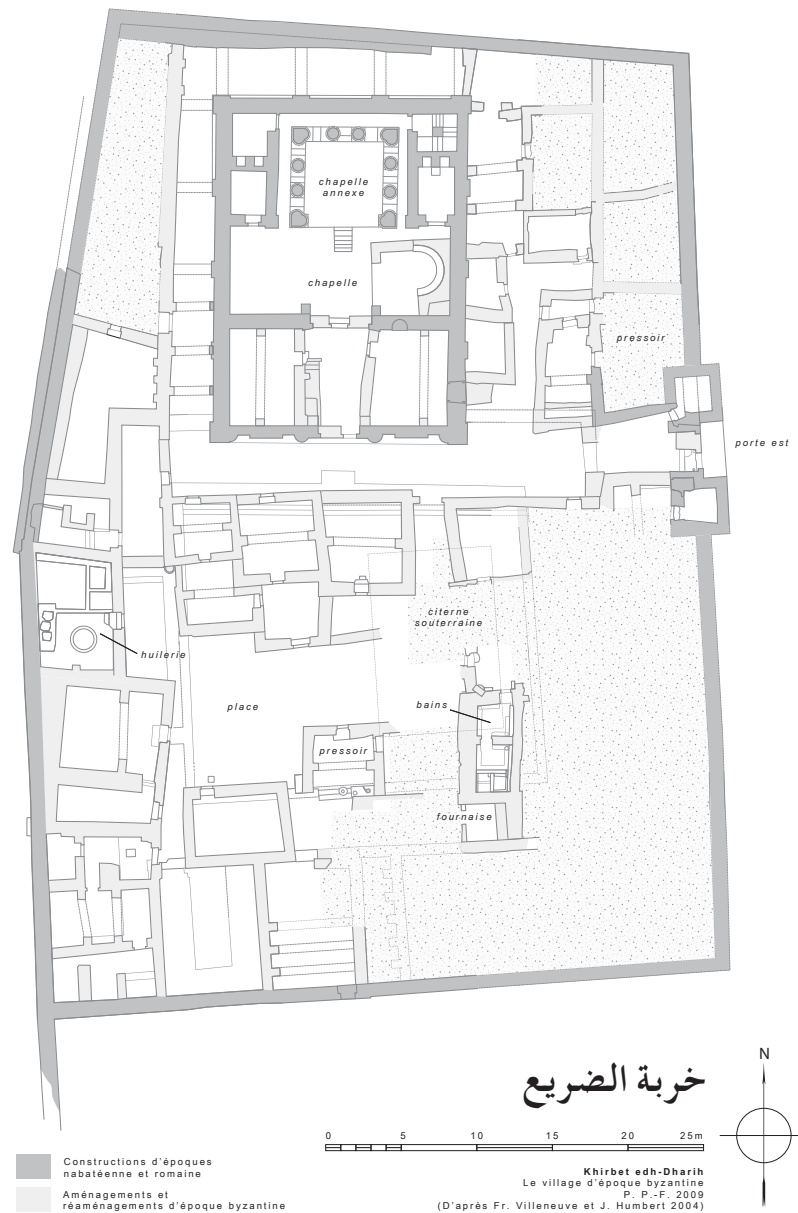 chapelle
annexe
chapelle
pressoir
porte est
citerne
souterraine
huilerie
place
bains
pressoir
fournaise
خربة الضريع
N
0 5 10 15 20 25m
Constructions d'époques
nabatéenne et romaine
Aménagements et
réaménagements d'époque byzantine
Khirbet edh-Dharih
Le village d'époque byzantine
P. P.-F. 2009
(D'après Fr. Villeneuve et J. Humbert 2004)